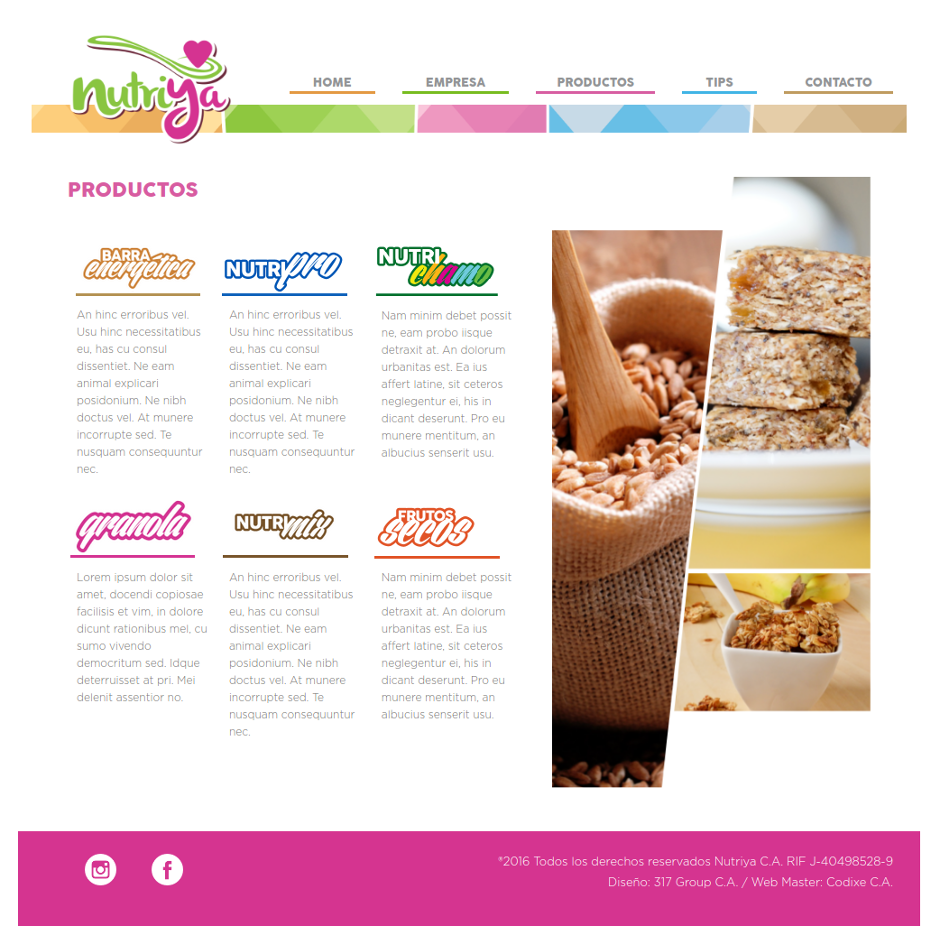 nutriya
HOME
EMPRESA
PRODUCTOS
TIPS
CONTACTO
PRODUCTOS
BARRA
energética
An hinc erroribus vel.
Usu hinc necessitatibus
eu, has cu consul
dissentiet. Ne eam
animal explicari
posidonium. Ne nibh
doctus vel. At munere
incorrupte sed. Te
nusquam consequuntur
nec.
NUTRIpro
An hinc erroribus vel.
Usu hinc necessitatibus
eu, has cu consul
dissentiet. Ne eam
animal explicari
posidonium. Ne nibh
doctus vel. At munere
incorrupte sed. Te
nusquam consequuntur
nec.
NUTRI
chamo
Nam minim debet possit
ne, eam probo iisque
detraxit at. An dolorum
urbanitas est. Ea ius
affert latine, sit ceteros
neglegentur ei, his in
dicant deserunt. Pro eu
munere mentitum, an
albucius senserit usu.
granola
Lorem ipsum dolor sit
amet, docendi copiosae
facilisis et vim, in dolore
dicunt rationibus mel, cu
sumo vivendo
democritum sed. Idque
deterruisset at pri. Mei
delenit assentior no.
NUTRImix
An hinc erroribus vel.
Usu hinc necessitatibus
eu, has cu consul
dissentiet. Ne eam
animal explicari
posidonium. Ne nibh
doctus vel. At munere
incorrupte sed. Te
nusquam consequuntur
nec.
FRUTOS
secos
Nam minim debet possit
ne, eam probo iisque
detraxit at. An dolorum
urbanitas est. Ea ius
affert latine, sit ceteros
neglegentur ei, his in
dicant deserunt. Pro eu
munere mentitum, an
albucius senserit usu.
®2016 Todos los derechos reservados Nutriya C.A. RIF J-40498528-9
Diseño: 317 Group C.A. / Web Master: Codixe C.A.